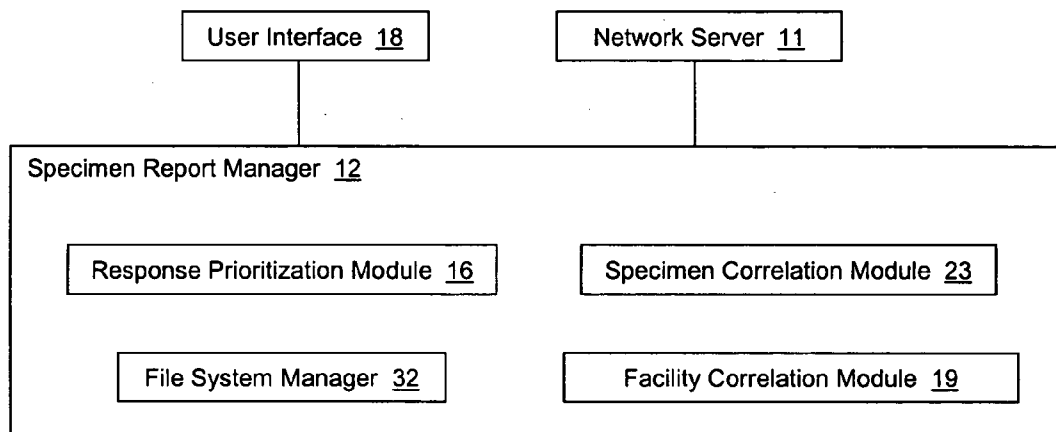 User Interface 18
Network Server 11
Specimen Report Manager 12
Response Prioritization Module 16
Specimen Correlation Module 23
File System Manager 32
Facility Correlation Module 19